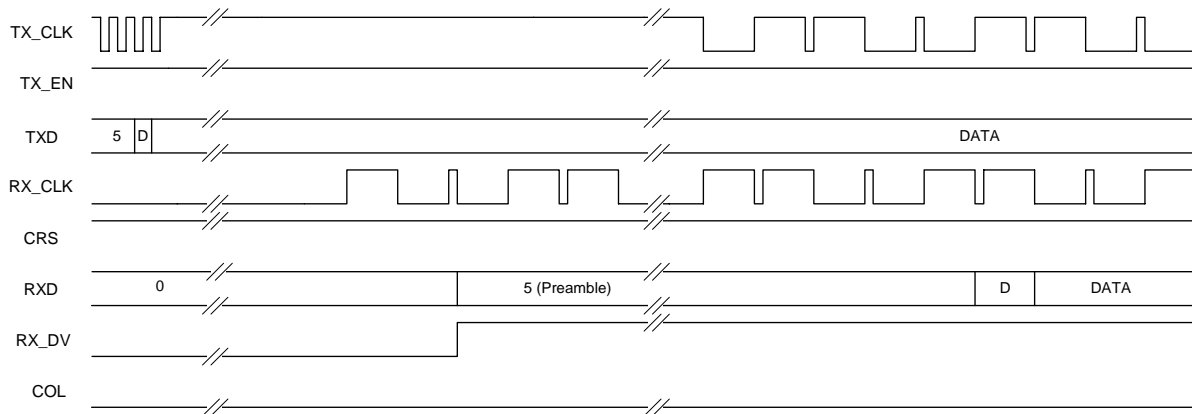 TX_CLK
TX_EN
TXD
5
D
DATA
RX_CLK
CRS
RXD
0
5 (Preamble)
D
DATA
RX_DV
COL